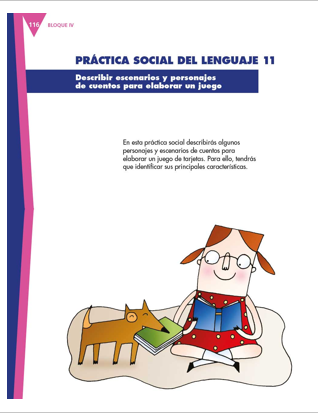 116 BLOQUE IV
PRÁCTICA SOCIAL DEL LENGUAJE 11
Describir escenarios y personajes
de cuentos para elaborar un juego
En esta práctica social describirás algunos
personajes y escenarios de cuentos para
elaborar un juego de tarjetas. Para ello, tendrás
que identificar sus principales características.